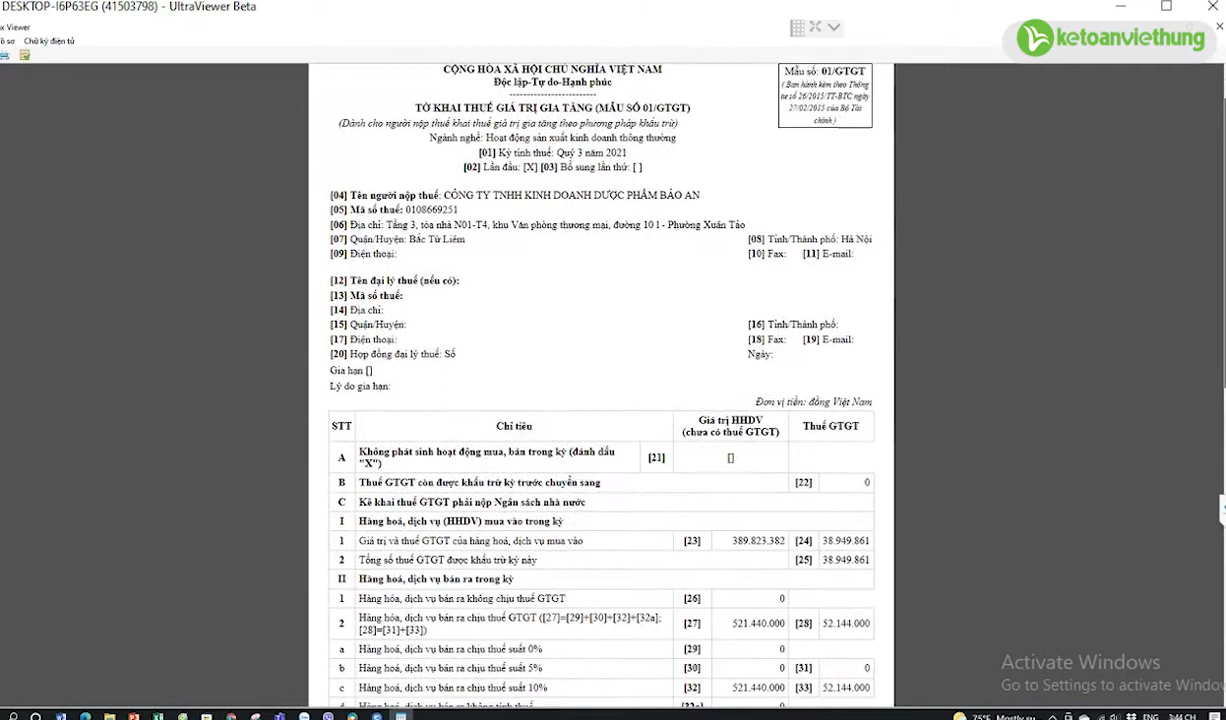 DESKTOP-I6P63EG (41503798) - UltraViewer Beta
x Viewer
ồ sơ Chữ ký điện tử
ketoanviethung
CỘNG HÒA XÃ HỘI CHỦ NGHĨA VIỆT NAM
Độc lập-Tự do-Hạnh phúc
-------------------------
TỜ KHAI THUẾ GIÁ TRỊ GIA TĂNG (MẪU SỐ 01/GTGT)
(Dành cho người nộp thuế khai thuế giá trị gia tăng theo phương pháp khấu trừ)
Ngành nghề: Hoạt động sản xuất kinh doanh thông thường
[01] Kỳ tính thuế: Quý 3 năm 2021
[02] Lần đầu: [X] [03] Bổ sung lần thứ: [ ]
Mẫu số: 01/GTGT
( Ban hành kèm theo Thông
tư số 26/2015/TT-BTC ngày
27/02/2015 của Bộ Tài
chính )
[04] Tên người nộp thuế: CÔNG TY TNHH KINH DOANH DƯỢC PHẨM BẢO AN
[05] Mã số thuế: 0108669251
[06] Địa chỉ: Tầng 3, tòa nhà N01-T4, khu Văn phòng thương mại, đường 10 l - Phường Xuân Tảo
[07] Quận/Huyện: Bắc Từ Liêm [08] Tỉnh/Thành phố: Hà Nội
[09] Điện thoại: [10] Fax: [11] E-mail:
[12] Tên đại lý thuế (nếu có):
[13] Mã số thuế:
[14] Địa chỉ:
[15] Quận/Huyện: [16] Tỉnh/Thành phố:
[17] Điện thoại: [18] Fax: [19] E-mail:
[20] Hợp đồng đại lý thuế: Số Ngày:
Gia hạn []
Lý do gia hạn:
Đơn vị tiền: đồng Việt Nam
STT Chỉ tiêu Giá trị HHDV (chưa có thuế GTGT) Thuế GTGT
A Không phát sinh hoạt động mua, bán trong kỳ (đánh dấu "X") [21] []
B Thuế GTGT còn được khấu trừ kỳ trước chuyển sang [22] 0
C Kê khai thuế GTGT phải nộp Ngân sách nhà nước
I Hàng hoá, dịch vụ (HHDV) mua vào trong kỳ
1 Giá trị và thuế GTGT của hàng hoá, dịch vụ mua vào [23] 389.823.382 [24] 38.949.861
2 Tổng số thuế GTGT được khấu trừ kỳ này [25] 38.949.861
II Hàng hoá, dịch vụ bán ra trong kỳ
1 Hàng hóa, dịch vụ bán ra không chịu thuế GTGT [26] 0
2 Hàng hóa, dịch vụ bán ra chịu thuế GTGT ([27]=[29]+[30]+[32]+[32a]; [28]=[31]+[33]) [27] 521.440.000 [28] 52.144.000
a Hàng hoá, dịch vụ bán ra chịu thuế suất 0% [29] 0
b Hàng hoá, dịch vụ bán ra chịu thuế suất 5% [30] 0 [31] 0
c Hàng hoá, dịch vụ bán ra chịu thuế suất 10% [32] 521.440.000 [33] 52.144.000
Activate Windows
Go to Settings to activate Windo
75°F ENG 3:44 CH